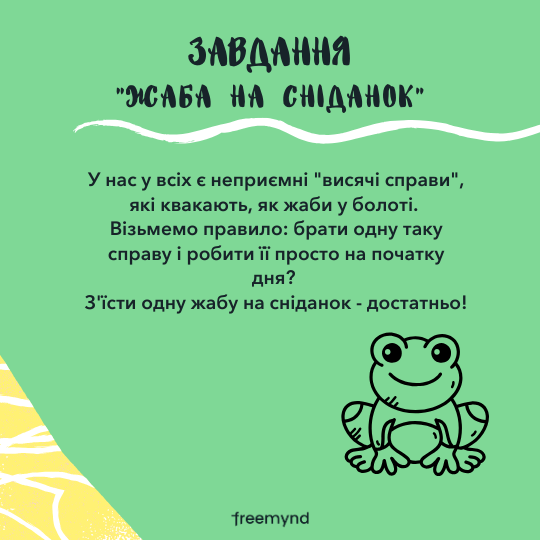 ЗАВДАННЯ
"ЖАБА НА СНІДАНОК"
У нас у всіх є неприємні "висячі справи",
які квакають, як жаби у болоті.
Візьмемо правило: брати одну таку
справу і робити її просто на початку
дня?
З'їсти одну жабу на сніданок - достатньо!
freemynd